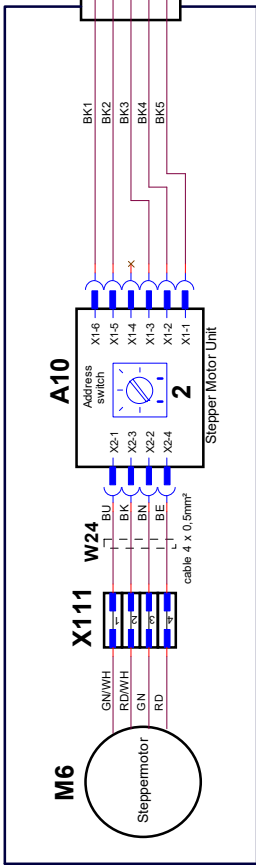 BK1
BK2
BK3
BK4
BK5
A10
Address
switch
2
X1-6
X1-5
X1-4
X1-3
X1-2
X1-1
X2-1
X2-3
X2-2
X2-4
Stepper Motor Unit
W24
BU
BK
BN
BE
cable 4 x 0,5mm²
X111
1
2
3
4
GN/WH
RD/WH
GN
RD
M6
Steppermotor